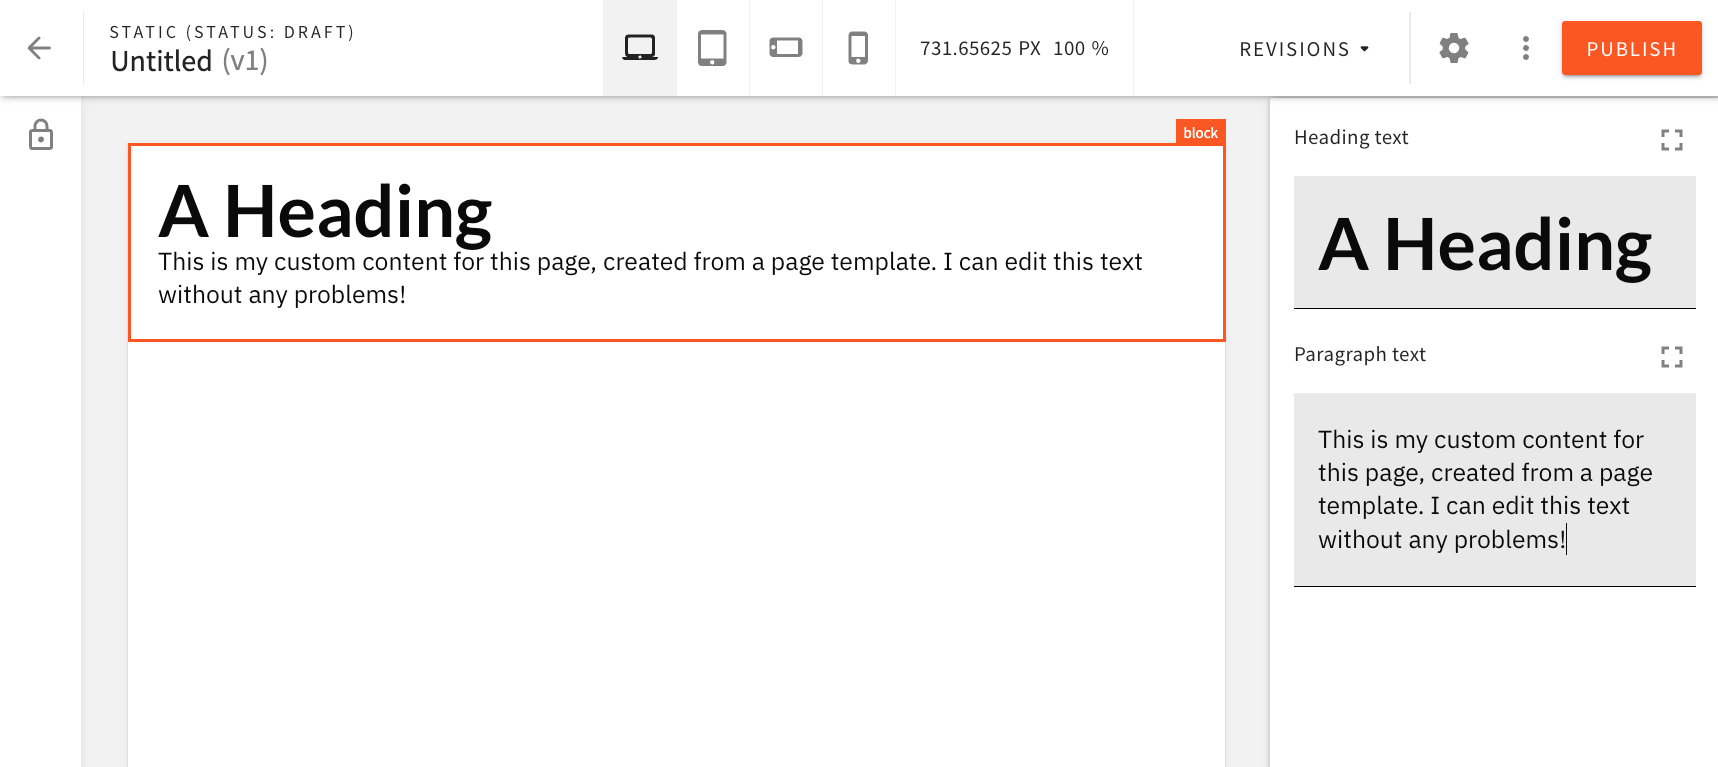 STATIC (STATUS: DRAFT)
Untitled (v1)
731.65625 PX 100 %
REVISIONS
PUBLISH
block
A Heading
This is my custom content for this page, created from a page template. I can edit this text
without any problems!
Heading text
A Heading
Paragraph text
This is my custom content for
this page, created from a page
template. I can edit this text
without any problems!